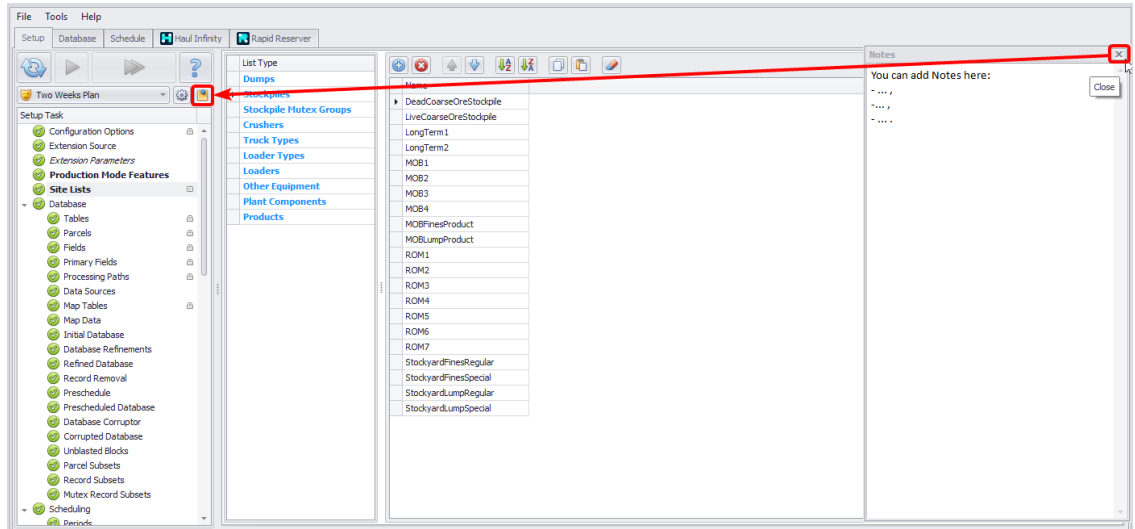 File Tools Help
Setup Database Schedule Haul Infinity Rapid Reserver
Two Weeks Plan
Setup Task
Configuration Options
Extension Source
Extension Parameters
Production Mode Features
Site Lists
Database
Tables
Parcels
Fields
Primary Fields
Processing Paths
Data Sources
Map Tables
Map Data
Initial Database
Database Refinements
Refined Database
Record Removal
Preschedule
Prescheduled Database
Database Corruptor
Corrupted Database
Unblasted Blocks
Parcel Subsets
Record Subsets
Mutex Record Subsets
Scheduling
Periods
List Type
Dumps
Stockpiles
Stockpile Mutex Groups
Crushers
Truck Types
Loader Types
Loaders
Other Equipment
Plant Components
Products
Name
DeadCoarseOreStockpile
LiveCoarseOreStockpile
LongTerm1
LongTerm2
MOB1
MOB2
MOB3
MOB4
MOBFinesProduct
MOBLumpProduct
ROM1
ROM2
ROM3
ROM4
ROM5
ROM6
ROM7
StockyardFinesRegular
StockyardFinesSpecial
StockyardLumpRegular
StockyardLumpSpecial
Notes
You can add Notes here:
- ... ,
-... ,
- ... .
Close